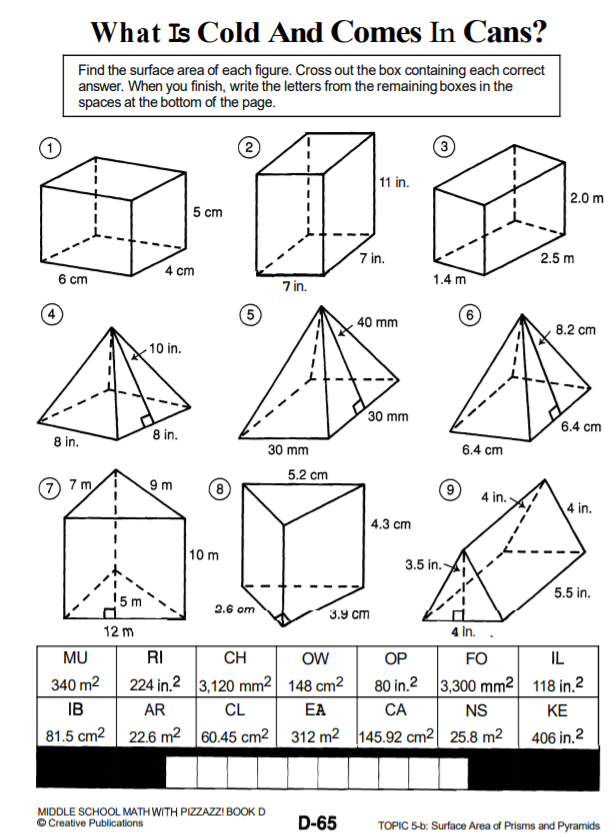 What Is Cold And Comes In Cans?
Find the surface area of each figure. Cross out the box containing each correct
answer. When you finish, write the letters from the remaining boxes in the
spaces at the bottom of the page.
1
5 cm
6 cm
4 cm
2
11 in.
7 in.
7 in.
3
2.0 m
2.5 m
1.4 m
4
10 in.
8 in.
8 in.
5
40 mm
30 mm
30 mm
6
8.2 cm
6.4 cm
6.4 cm
7
7 m
9 m
10 m
5 m
12 m
8
5.2 cm
4.3 cm
2.6 cm
3.9 cm
9
4 in.
4 in.
3.5 in.
5.5 in.
4 in.
MU RI CH OW OP FO IL
340 m² 224 in.² 3,120 mm² 148 cm² 80 in.² 3,300 mm² 118 in.²
IB AR CL EA CA NS KE
81.5 cm² 22.6 m² 60.45 cm² 312 m² 145.92 cm² 25.8 m² 406 in.²
MIDDLE SCHOOL MATH WITH PIZZAZZ! BOOK D
© Creative Publications
D-65
TOPIC 5-b: Surface Area of Prisms and Pyramids